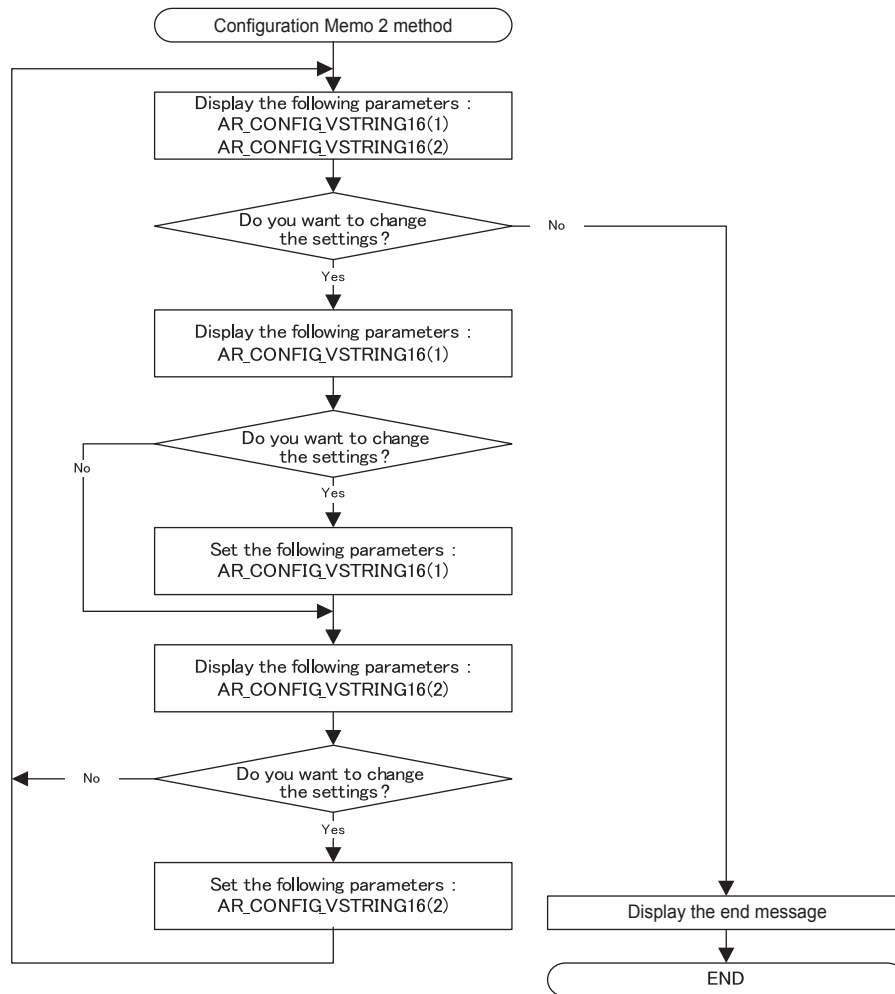 Configuration Memo 2 method
Display the following parameters :
AR_CONFIG_VSTRING16(1)
AR_CONFIG_VSTRING16(2)
Do you want to change
the settings?
No
Yes
Display the following parameters :
AR_CONFIG_VSTRING16(1)
Do you want to change
the settings?
No
Yes
Set the following parameters :
AR_CONFIG_VSTRING16(1)
Display the following parameters :
AR_CONFIG_VSTRING16(2)
Do you want to change
the settings?
No
Yes
Set the following parameters :
AR_CONFIG_VSTRING16(2)
Display the end message
END